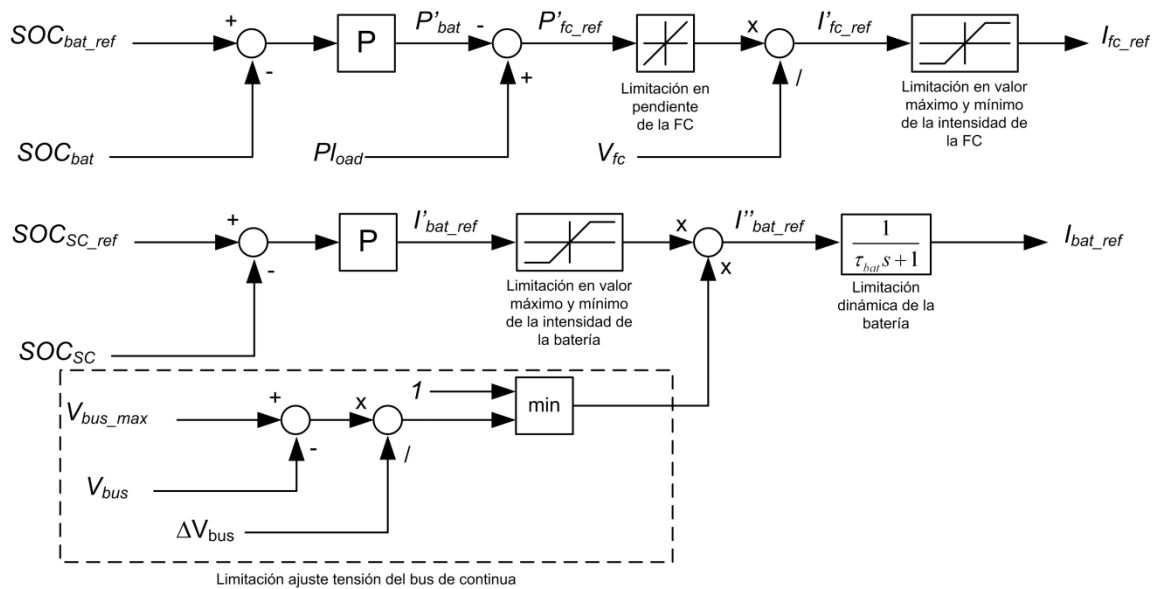 SOC_bat_ref
+
-
P
P'_bat
-
+
P'_fc_ref
Limitación en
pendiente
de la FC
x
/
I'_fc_ref
Limitación en valor
máximo y mínimo
de la intensidad de
la FC
I_fc_ref
SOC_bat
Pl_oad
V_fc
SOC_SC_ref
+
-
P
I'_bat_ref
Limitación en valor
máximo y mínimo
de la intensidad de
la batería
x
x
I''_bat_ref
1
τ_bat s+1
Limitación
dinámica de la
batería
I_bat_ref
SOC_SC
1
min
V_bus_max
+
-
x
/
V_bus
ΔV_bus
Limitación ajuste tensión del bus de continua